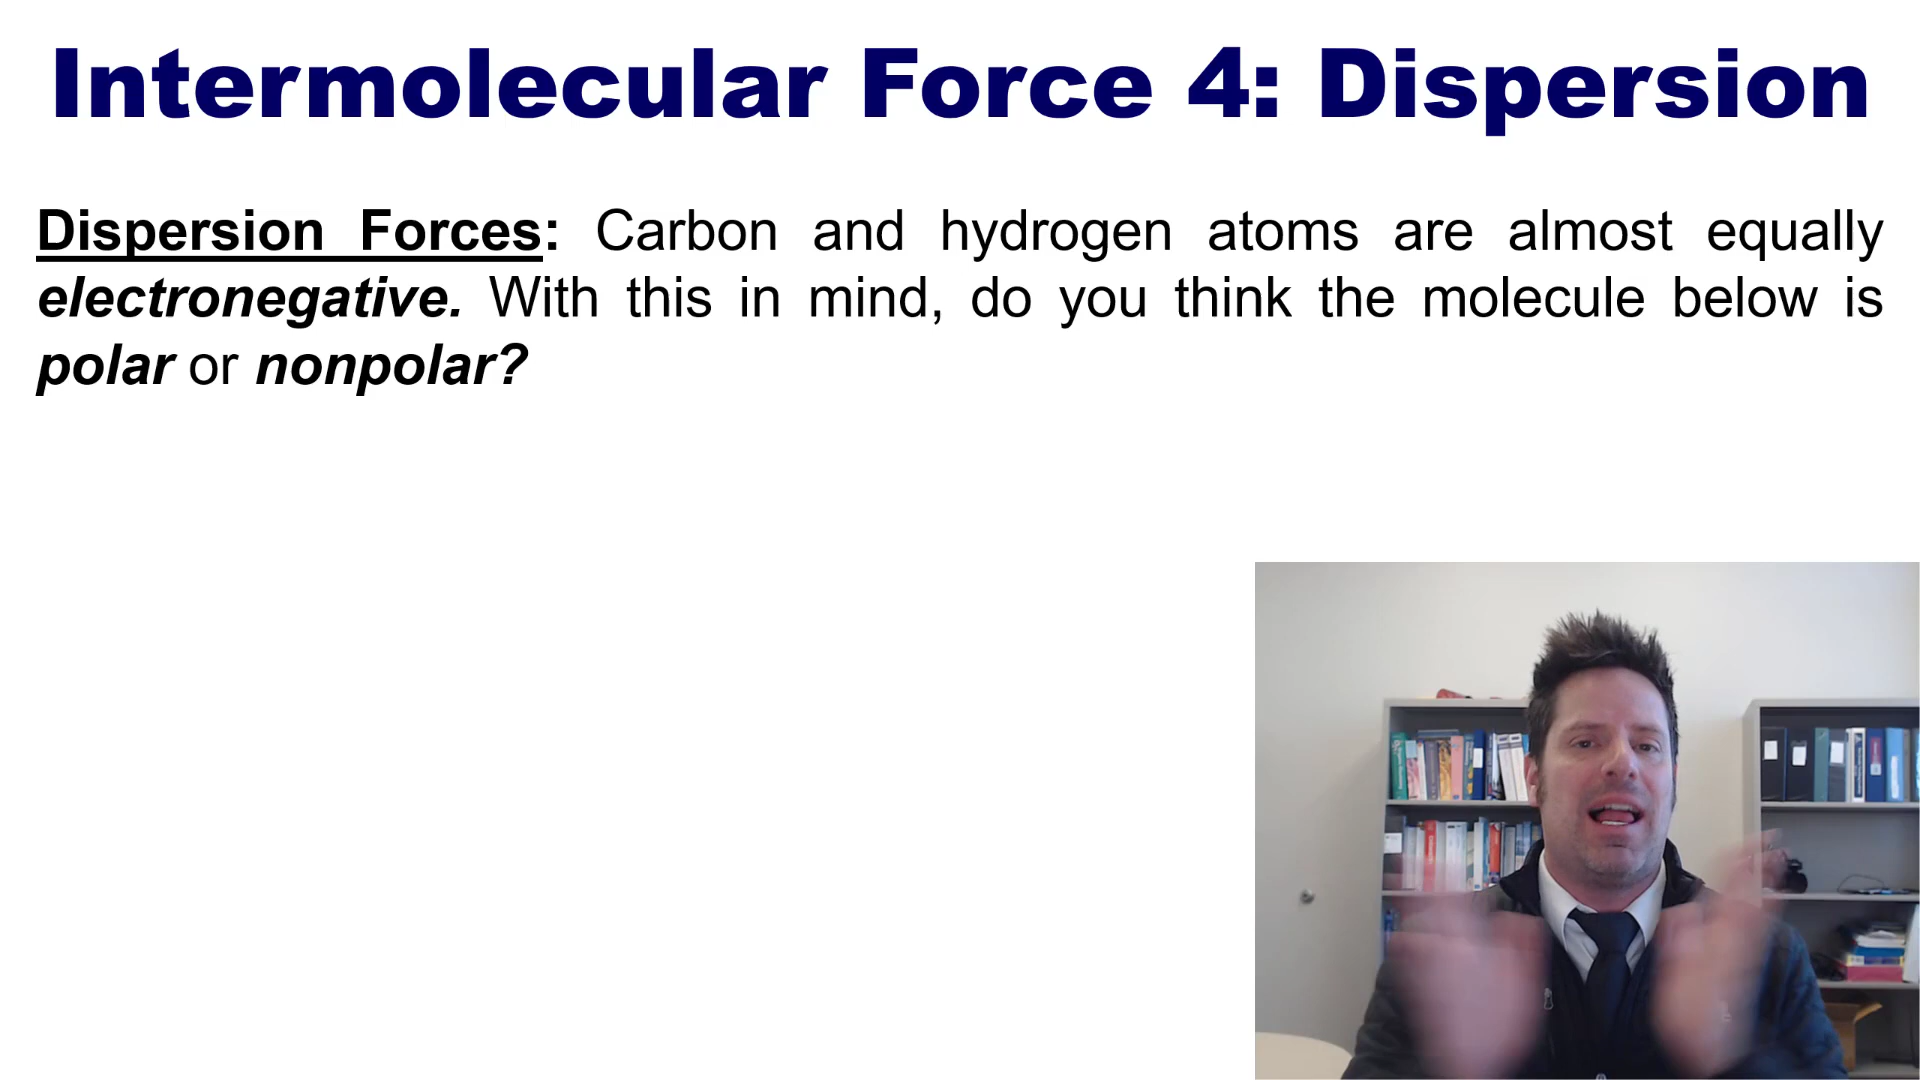 Intermolecular Force 4: Dispersion
Dispersion Forces: Carbon and hydrogen atoms are almost equally
electronegative. With this in mind, do you think the molecule below is
polar or nonpolar?